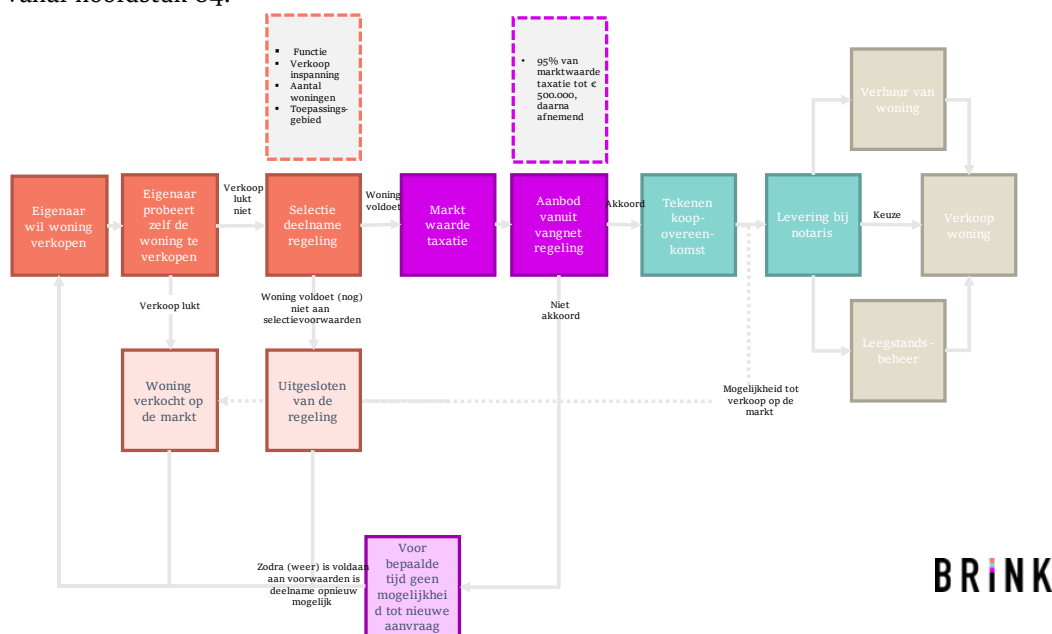 vanaf hoofdstuk 04.
▪ Functie
▪ Verkoop
inspanning
▪ Aantal
woningen
▪ Toepassings-
gebied
• 95% van
marktwaarde
taxatie tot €
500.000,
daarna
afnemend
Verhuur van
woning
Eigenaar
wil woning
verkopen
Eigenaar
probeert
zelf de
woning te
verkopen
Verkoop
lukt
niet
Selectie
deelname
regeling
Woning
voldoet
Markt
waarde
taxatie
Aanbod
vanuit
vangnet
regeling
Akkoord
Tekenen
koop-
overeen-
komst
Levering bij
notaris
Keuze
Verkoop
woning
Verkoop lukt
Woning voldoet (nog)
niet aan
selectievoorwaarden
Niet
akkoord
Leegstands-
beheer
Woning
verkocht op
de markt
Uitgesloten
van de
regeling
Mogelijkheid tot
verkoop op de
markt
Zodra (weer) is voldaan
aan voorwaarden is
deelname opnieuw
mogelijk
Voor
bepaalde
tijd geen
mogelijkhei
d tot nieuwe
aanvraag
BRiNK